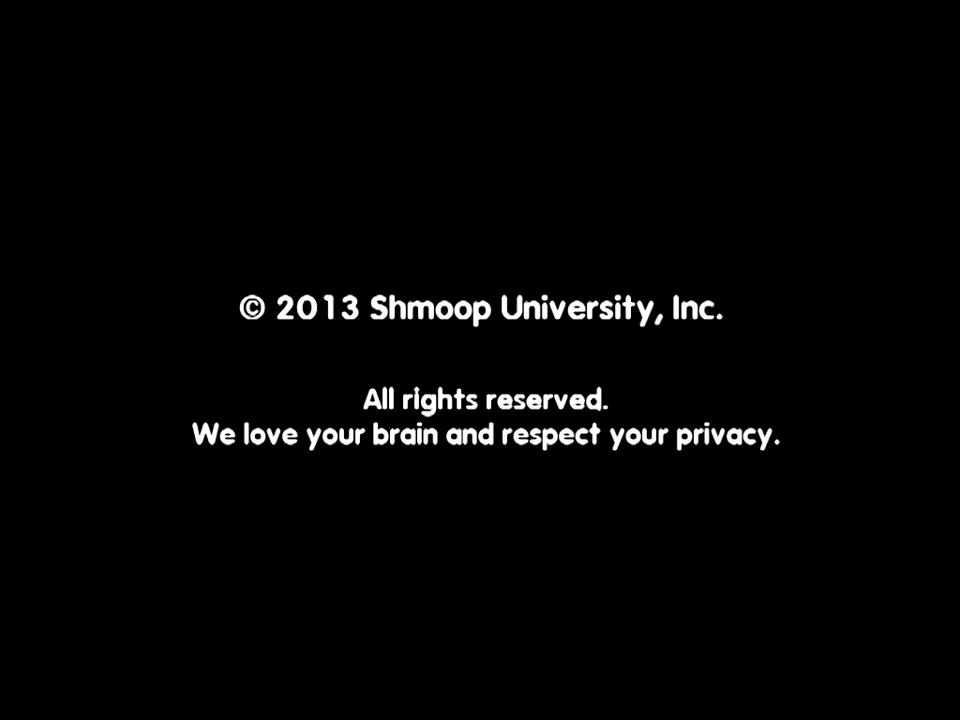 © 2013 Shmoop University, Inc.
All rights reserved.
We love your brain and respect your privacy.